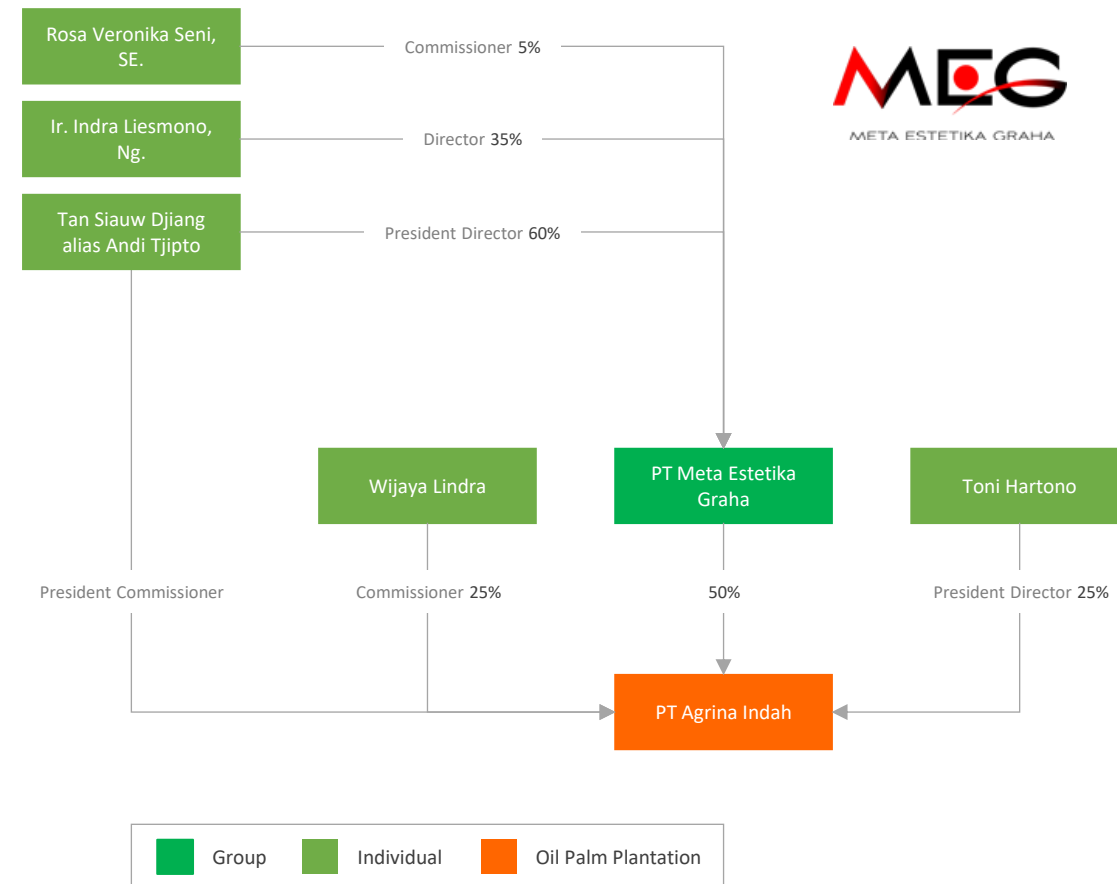 Rosa Veronika Seni,
SE.
Commissioner 5%
MEG
META ESTETIKA GRAHA
Ir. Indra Liesmono,
Ng.
Director 35%
Tan Siauw Djiang
alias Andi Tjipto
President Director 60%
Wijaya Lindra
PT Meta Estetika
Graha
Toni Hartono
President Commissioner
Commissioner 25%
50%
President Director 25%
PT Agrina Indah
Group
Individual
Oil Palm Plantation